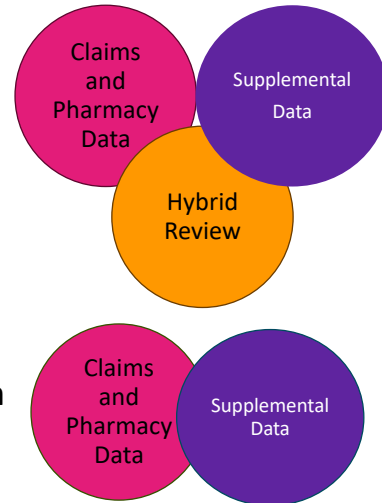 Claims
and
Pharmacy
Data
Supplemental
Data
Hybrid
Review
n
Claims
and
Pharmacy
Data
Supplemental
Data